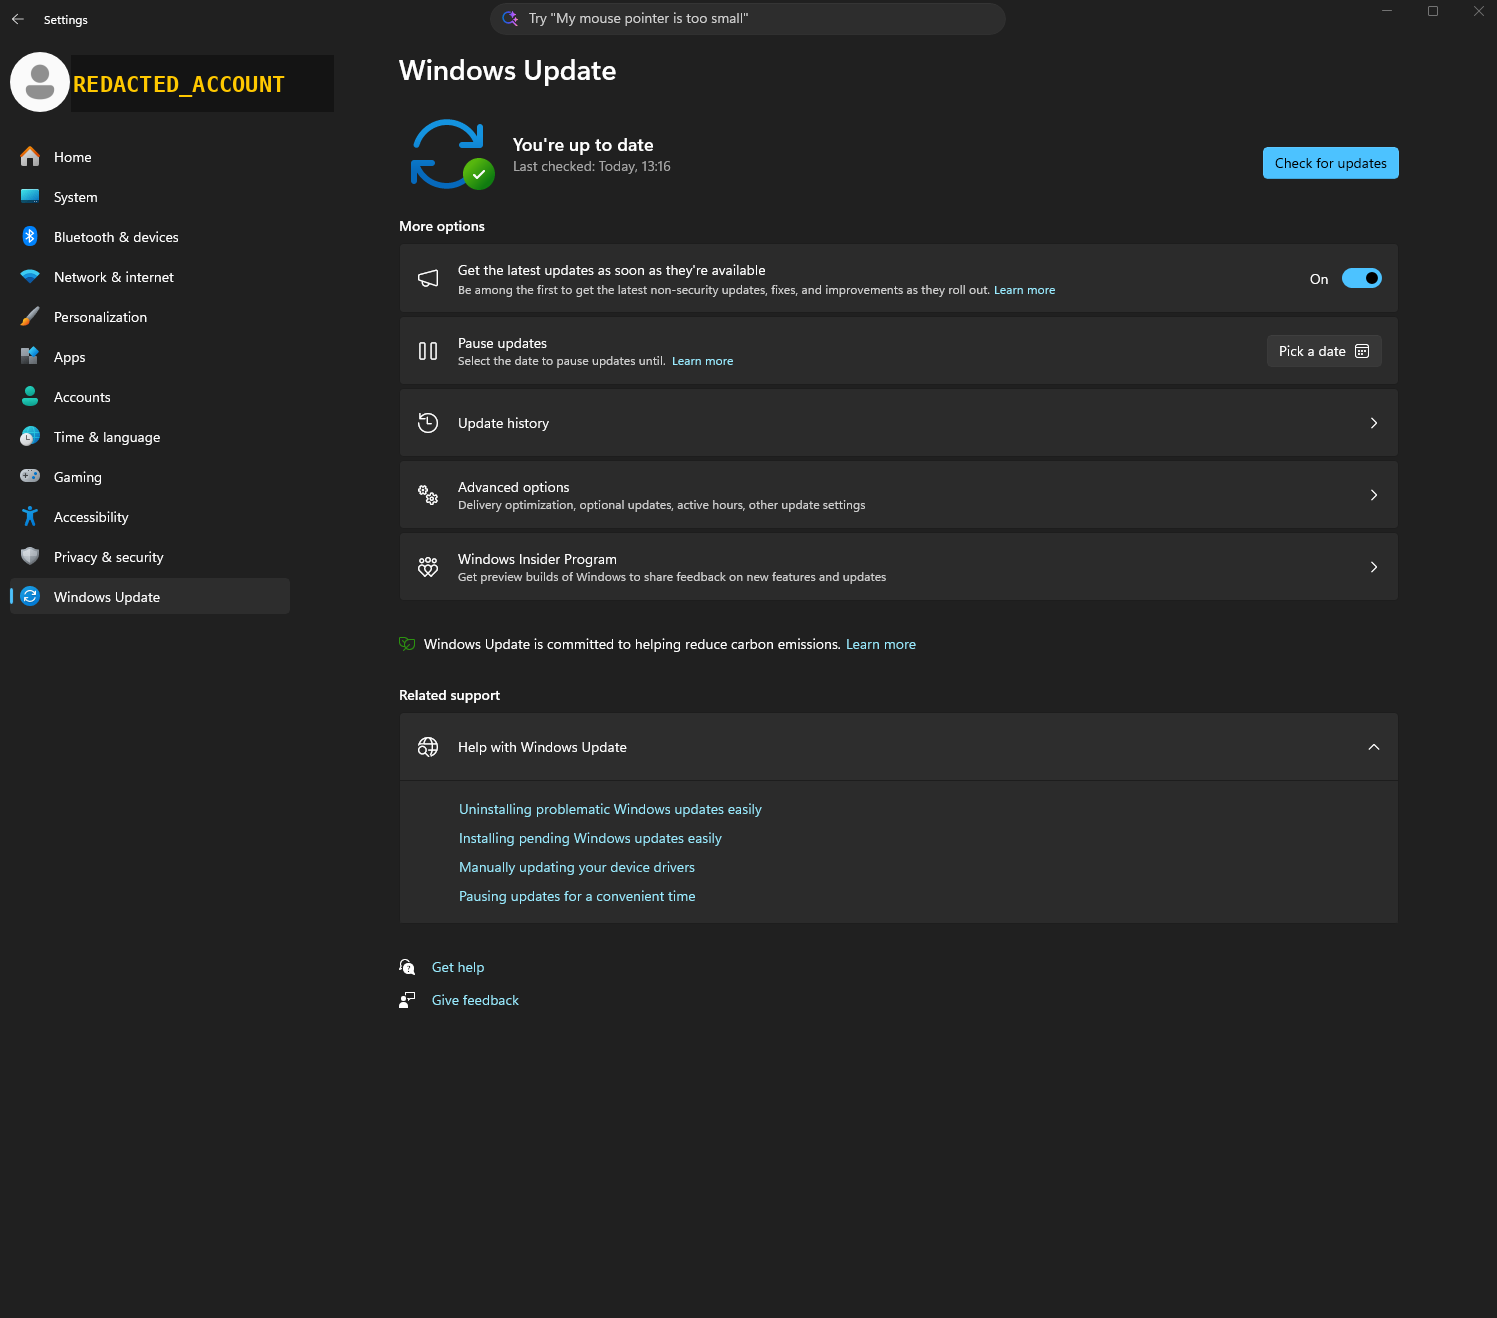 Settings
Try "My mouse pointer is too small"
REDACTED_ACCOUNT
Home
System
Bluetooth & devices
Network & internet
Personalization
Apps
Accounts
Time & language
Gaming
Accessibility
Privacy & security
Windows Update
Windows Update
You're up to date
Last checked: Today, 13:16
Check for updates
More options
Get the latest updates as soon as they're available
Be among the first to get the latest non-security updates, fixes, and improvements as they roll out. Learn more
On
Pause updates
Select the date to pause updates until. Learn more
Pick a date
Update history
Advanced options
Delivery optimization, optional updates, active hours, other update settings
Windows Insider Program
Get preview builds of Windows to share feedback on new features and updates
Windows Update is committed to helping reduce carbon emissions. Learn more
Related support
Help with Windows Update
Uninstalling problematic Windows updates easily
Installing pending Windows updates easily
Manually updating your device drivers
Pausing updates for a convenient time
Get help
Give feedback